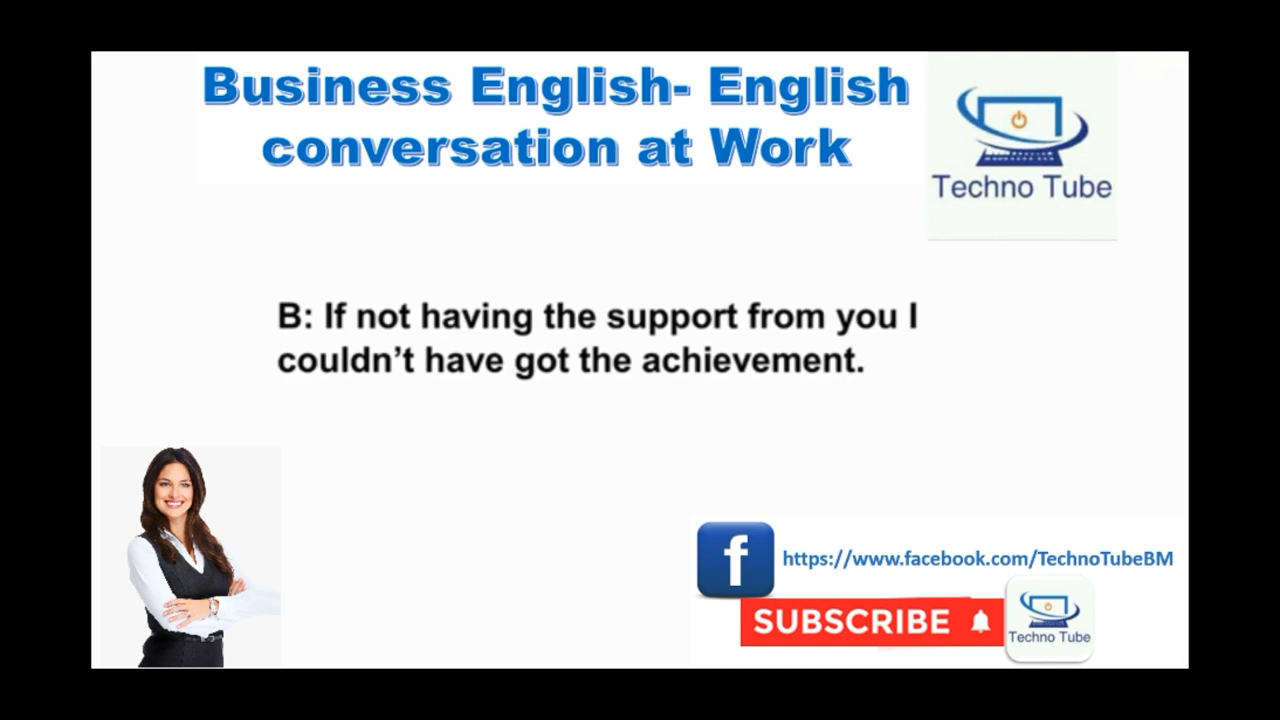 Business English- English
conversation at Work
Techno Tube
B: If not having the support from you I
couldn’t have got the achievement.
f https://www.facebook.com/TechnoTubeBM
SUBSCRIBE
Techno Tube